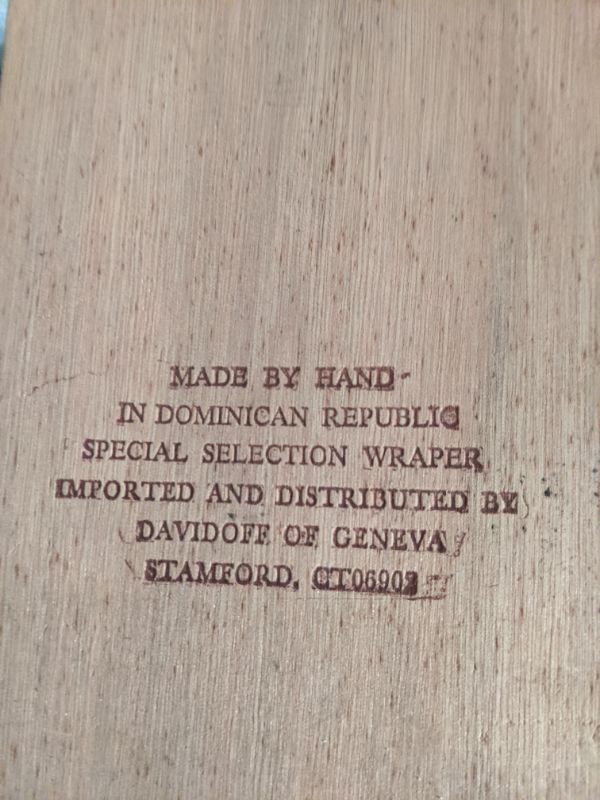 MADE BY HAND
IN DOMINICAN REPUBLIC
SPECIAL SELECTION WRAPER
IMPORTED AND DISTRIBUTED BY
DAVIDOFF OF GENEVA
STAMFORD, CT06902